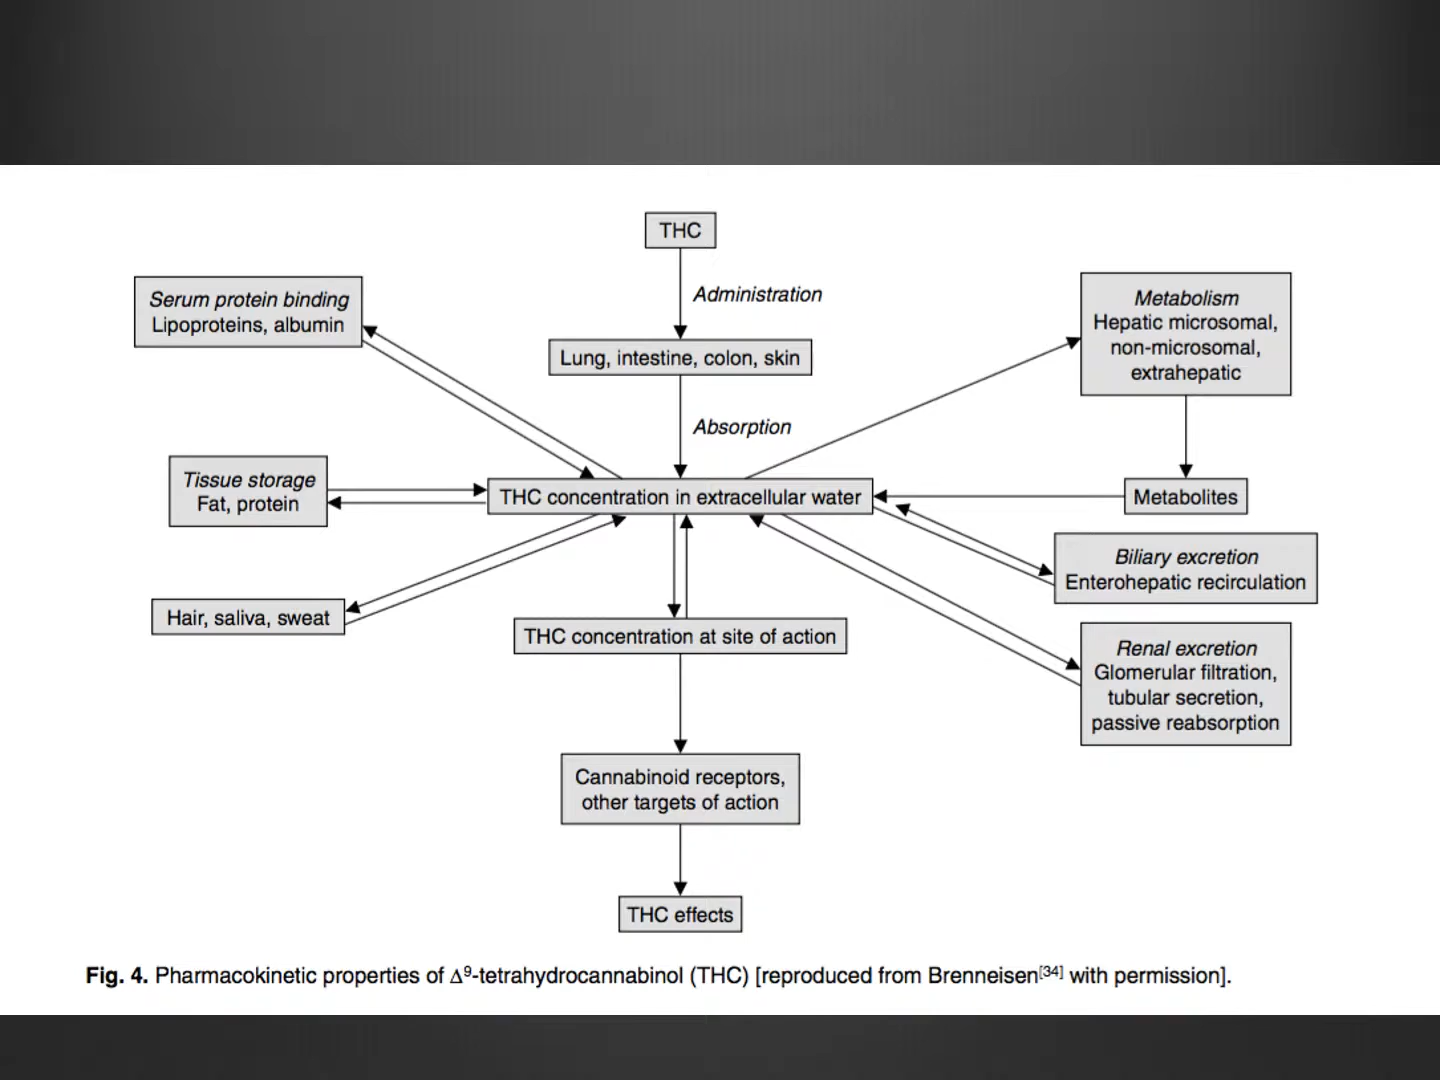 THC
Administration
Serum protein binding
Lipoproteins, albumin
Metabolism
Hepatic microsomal,
non-microsomal,
extrahepatic
Lung, intestine, colon, skin
Absorption
Tissue storage
Fat, protein
THC concentration in extracellular water
Metabolites
Biliary excretion
Enterohepatic recirculation
Hair, saliva, sweat
THC concentration at site of action
Renal excretion
Glomerular filtration,
tubular secretion,
passive reabsorption
Cannabinoid receptors,
other targets of action
THC effects
Fig. 4. Pharmacokinetic properties of Δ⁹-tetrahydrocannabinol (THC) [reproduced from Brenneisen[34] with permission].